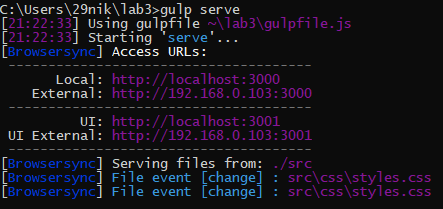 C:\Users\29nik\lab3>gulp serve
[21:22:33] Using gulpfile ~\lab3\gulpfile.js
[21:22:33] Starting 'serve'...
[Browsersync] Access URLs:
--------------------------------------
Local: http://localhost:3000
External: http://192.168.0.103:3000
--------------------------------------
UI: http://localhost:3001
UI External: http://192.168.0.103:3001
--------------------------------------
[Browsersync] Serving files from: ./src
[Browsersync] File event [change] : src\css\styles.css
[Browsersync] File event [change] : src\css\styles.css